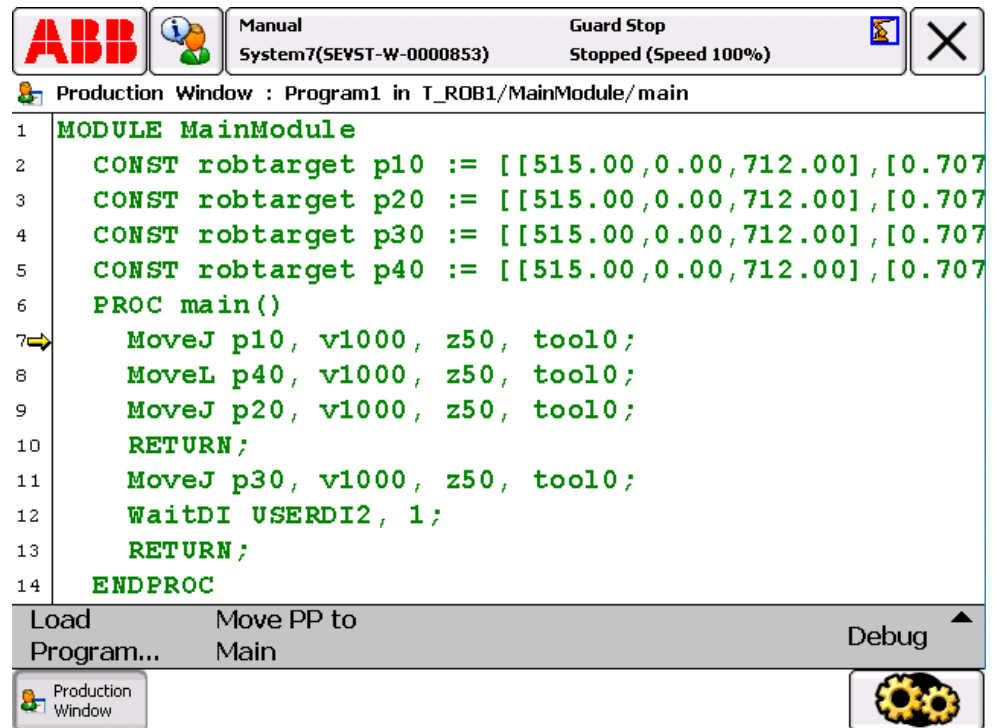 ABB
Manual
System7(SEVST-W-0000853)
Guard Stop
Stopped (Speed 100%)
Production Window : Program1 in T_ROB1/MainModule/main
1 MODULE MainModule
2 CONST robtarget p10 := [[515.00,0.00,712.00],[0.707
3 CONST robtarget p20 := [[515.00,0.00,712.00],[0.707
4 CONST robtarget p30 := [[515.00,0.00,712.00],[0.707
5 CONST robtarget p40 := [[515.00,0.00,712.00],[0.707
6 PROC main()
7 MoveJ p10, v1000, z50, tool0;
8 MoveL p40, v1000, z50, tool0;
9 MoveJ p20, v1000, z50, tool0;
10 RETURN;
11 MoveJ p30, v1000, z50, tool0;
12 WaitDI USERDI2, 1;
13 RETURN;
14 ENDPROC
Load
Program...
Move PP to
Main
Debug
Production
Window